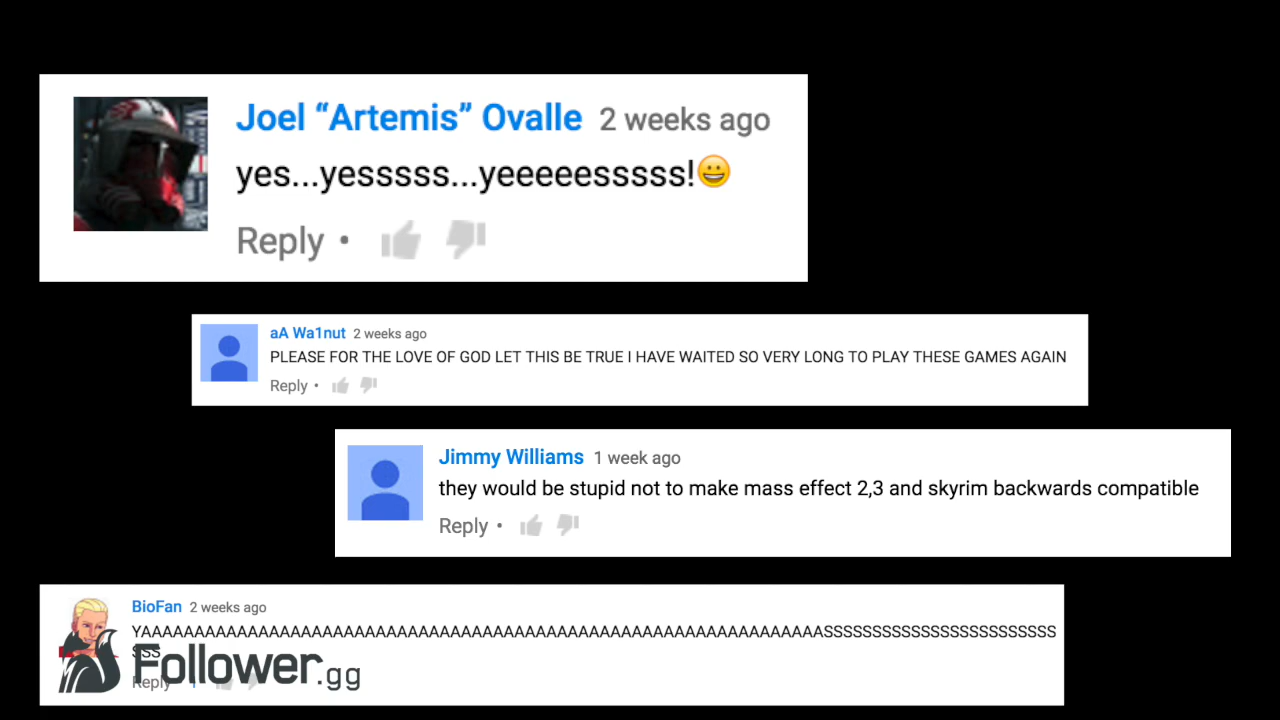 Joel “Artemis” Ovalle 2 weeks ago
yes...yesssss...yeeeeesssss!😀
Reply •
aA Wa1nut 2 weeks ago
PLEASE FOR THE LOVE OF GOD LET THIS BE TRUE I HAVE WAITED SO VERY LONG TO PLAY THESE GAMES AGAIN
Reply •
Jimmy Williams 1 week ago
they would be stupid not to make mass effect 2,3 and skyrim backwards compatible
Reply •
BioFan 2 weeks ago
YAAAAAAAAAAAAAAAAAAAAAAAAAAAAAAAAAAAAAAAAAAAAAAAAAAAAAAAAAAAAAAAASSSSSSSSSSSSSSSSSSSSSSSS
SSS
Follower.gg
Reply